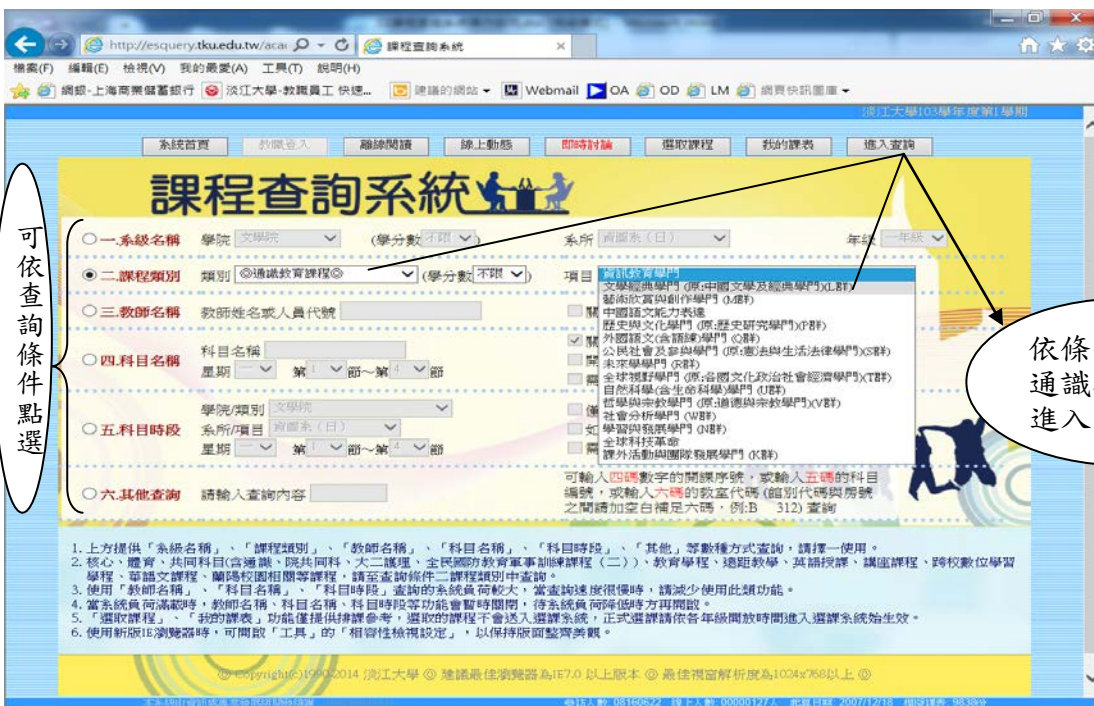 http://esquery.tku.edu.tw/acad
課程查詢系統
檔案(F) 編輯(E) 檢視(V) 我的最愛(A) 工具(T) 說明(H)
網銀-上海商業儲蓄銀行 淡江大學-教職員工 快速... 建議的網站 Webmail OA OD LM 網頁快訊圖庫
淡江大學103學年度第1學期
系統首頁 教職登入 離線閱讀 線上動態 即時討論 選取課程 我的課表 進入查詢
課程查詢系統
可依查詢條件點選
一.系級名稱 學院 文學院 (學分數 不限) 系所 資圖系(日) 年級 一年級
二.課程類別 類別 ◎通識教育課程◎ (學分數 不限) 項目 資訊教育學門
文學經典學門 (原:中國文學及經典學門)(L群)
藝術欣賞與創作學門 (M群)
中國語文能力表達
歷史與文化學門 (原:歷史研究學門)(P群)
外國語文(含語練)學門 (Q群)
公民社會及參與學門 (原:憲法與生活法律學門)(S群)
未來學學門 (R群)
全球視野學門 (原:各國文化政治社會經濟學門)(T群)
自然科學(含生命科學)學門 (U群)
哲學與宗教學門 (原:道德與宗教學門)(V群)
社會分析學門 (W群)
學習與發展學門 (N群)
全球科技革命
課外活動與團隊發展學門 (K群)
三.教師名稱 教師姓名或人員代號
四.科目名稱 科目名稱
星期 一 第 1 節~第 4 節
五.科目時段 學院/類別 文學院
系所/項目 資圖系(日)
星期 一 第 1 節~第 4 節
六.其他查詢 請輸入查詢內容
可輸入四碼數字的開課序號,或輸入五碼的科目
編號,或輸入六碼的教室代碼(館別代碼與房號
之間請加空白補足六碼,例:B 312) 查詢
依條
通識
進入
1. 上方提供「系級名稱」、「課程類別」、「教師名稱」、「科目名稱」、「科目時段」、「其他」等數種方式查詢,請擇一使用。
2. 核心、體育、共同科目(含通識、院共同科、大二護理、全民國防教育軍事訓練課程(二))、教育學程、遠距教學、英語授課、講座課程、跨校數位學習
學程、華語文課程、蘭陽校園相關等課程,請至查詢條件二課程類別中查詢。
3. 使用「教師名稱」、「科目名稱」、「科目時段」查詢的系統負荷較大,當查詢速度很慢時,請減少使用此類功能。
4. 當系統負荷滿載時,教師名稱、科目名稱、科目時段等功能會暫時關閉,待系統負荷降低時方再開啟。
5. 「選取課程」、「我的課表」功能僅提供排課參考,選取的課程不會送入選課系統,正式選課請依各年級開放時間進入選課系統始生效。
6. 使用新版IE瀏覽器時,可開啟「工具」的「相容性檢視設定」,以保持版面整齊美觀。
◎ Copyright(c)1990-2014 淡江大學 ◎ 建議最佳瀏覽器為IE7.0 以上版本 ◎ 最佳視窗解析度為1024x768以上 ◎